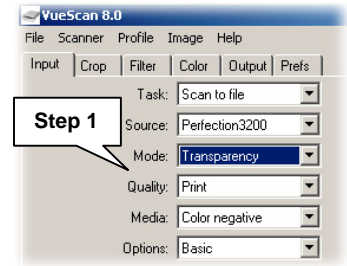 VueScan 8.0
File Scanner Profile Image Help
Input Crop Filter Color Output Prefs
Task: Scan to file
Step 1
Source: Perfection3200
Mode: Transparency
Quality: Print
Media: Color negative
Options: Basic